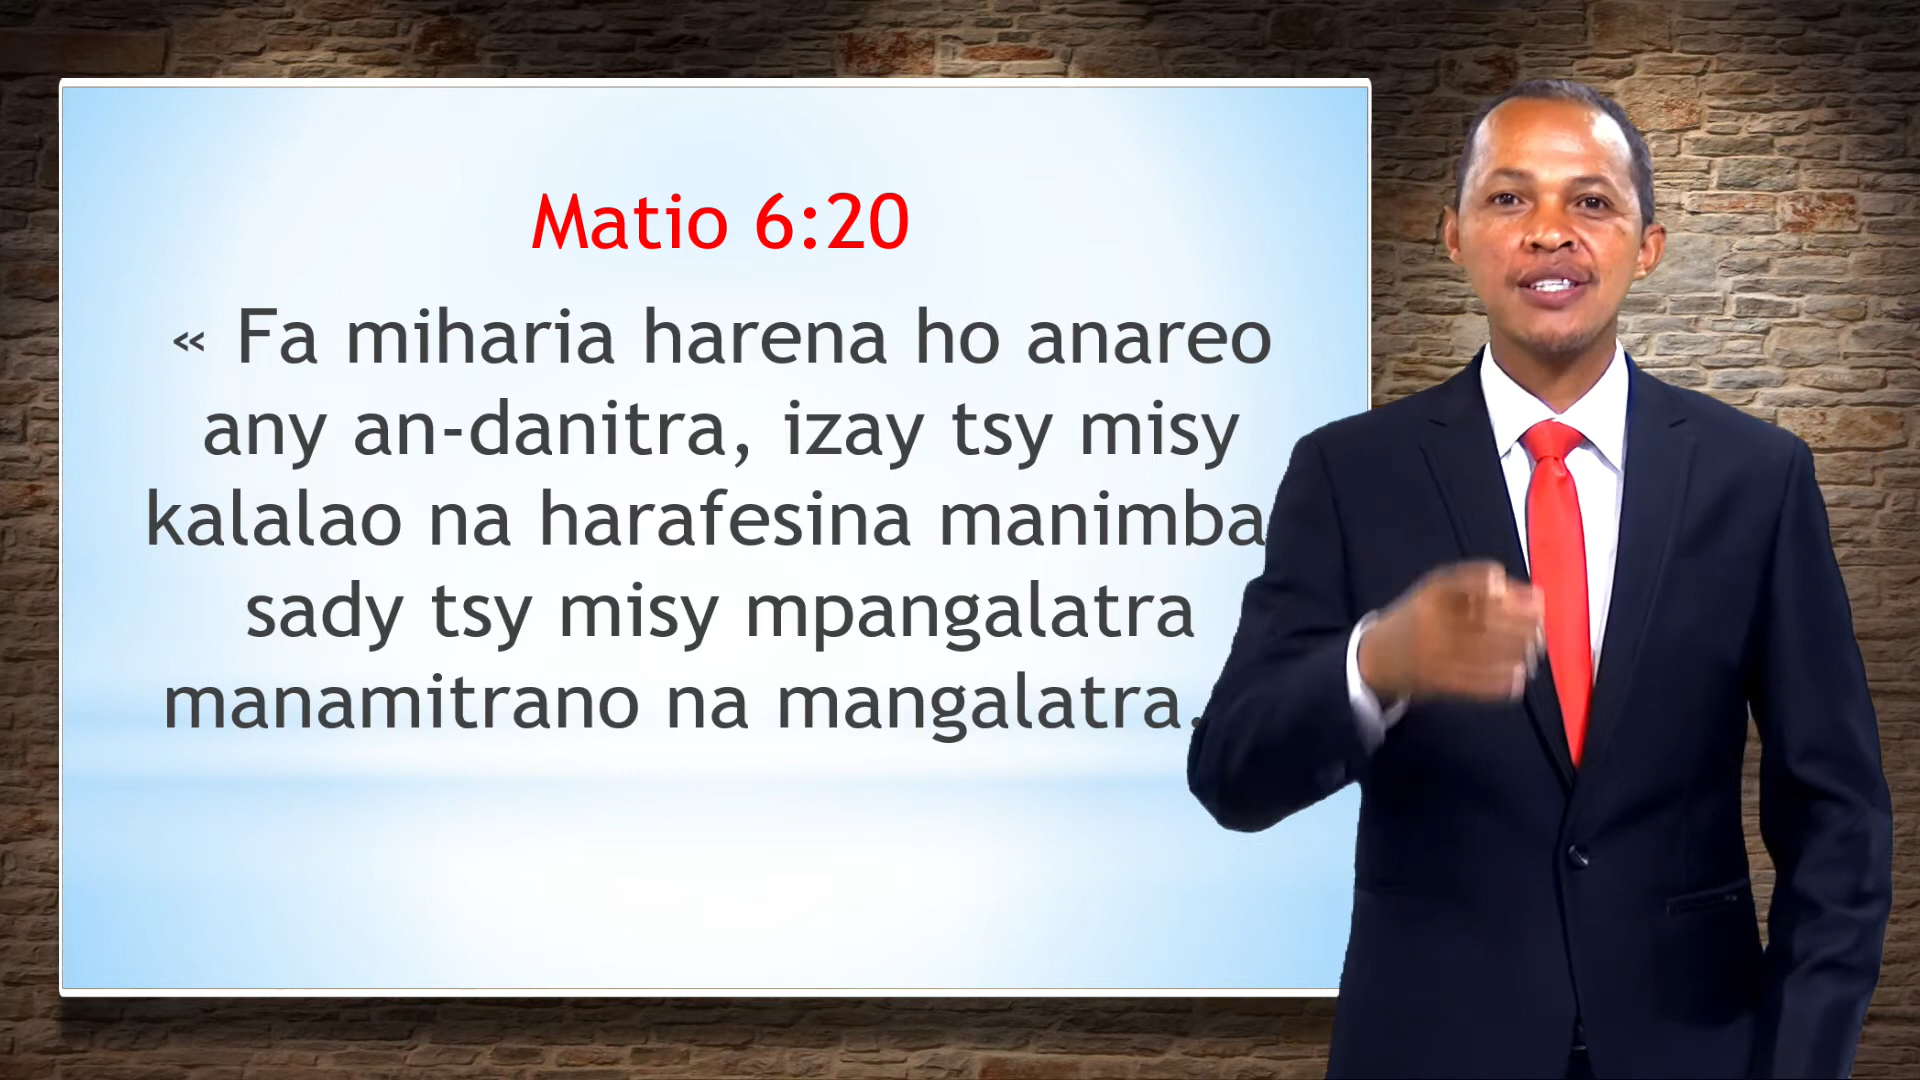 Matio 6:20
« Fa miharia harena ho anareo
any an-danitra, izay tsy misy
kalalao na harafesina manimba
sady tsy misy mpangalatra
manamitrano na mangalatra.